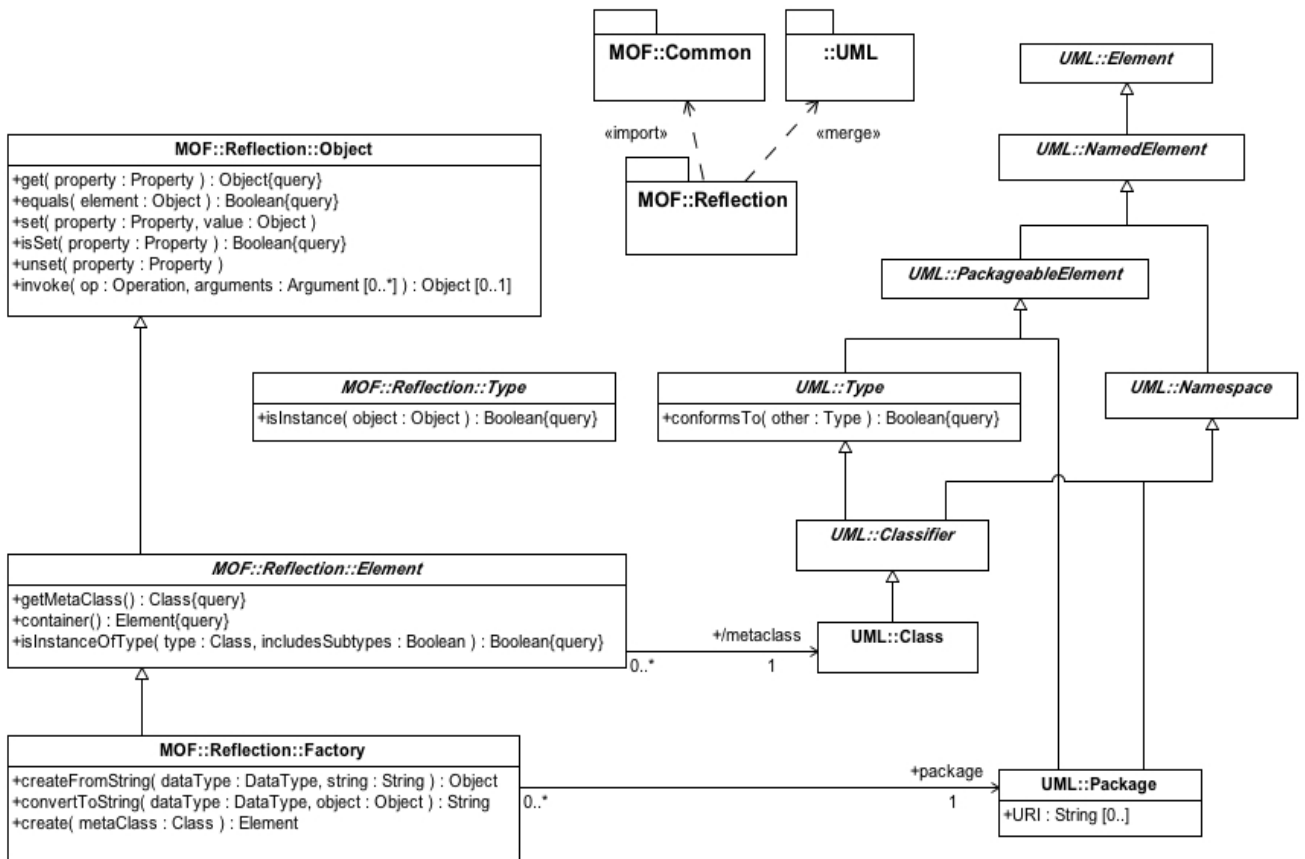 MOF::Common
::UML
UML::Element
«import»
«merge»
UML::NamedElement
MOF::Reflection::Object
+get( property : Property ) : Object{query}
+equals( element : Object ) : Boolean{query}
+set( property : Property, value : Object )
+isSet( property : Property ) : Boolean{query}
+unset( property : Property )
+invoke( op : Operation, arguments : Argument [0..*] ) : Object [0..1]
MOF::Reflection
UML::PackageableElement
MOF::Reflection::Type
+isInstance( object : Object ) : Boolean{query}
UML::Type
+conformsTo( other : Type ) : Boolean{query}
UML::Namespace
UML::Classifier
MOF::Reflection::Element
+getMetaClass() : Class{query}
+container() : Element{query}
+isInstanceOfType( type : Class, includesSubtypes : Boolean ) : Boolean{query}
+/metaclass
0..*
1
UML::Class
MOF::Reflection::Factory
+createFromString( dataType : DataType, string : String ) : Object
+convertToString( dataType : DataType, object : Object ) : String
+create( metaClass : Class ) : Element
+package
0..*
1
UML::Package
+URI : String [0..]